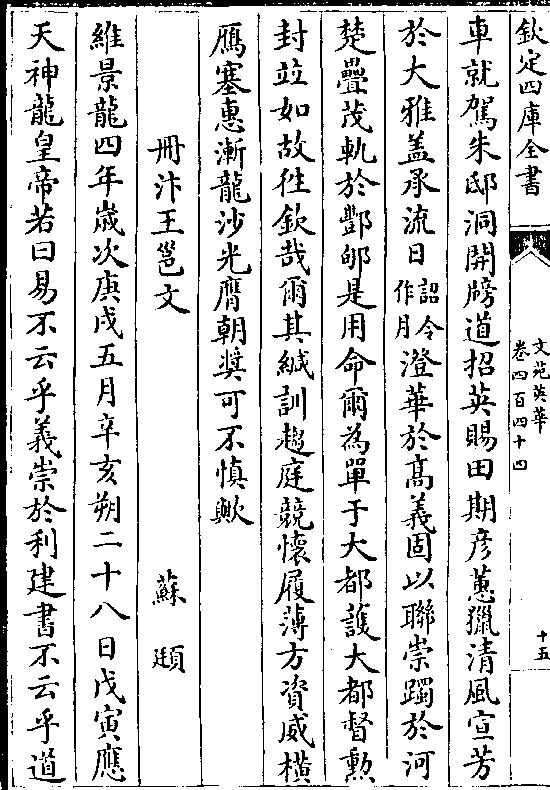 欽定四庫全書
文苑英華
卷四百四十四
十五
車就駕朱邸洞開牓道招英賜田期彦蕙獵清風宣芳
於大雅盖承流日詔令作月澄華於髙義固以聯崇躅於河
楚疊茂軌於酆郇是用命爾為單于大都䕶大都督勲
封竝如故徃欽哉爾其緘訓趨庭競懷履薄方資威横
鴈塞惠漸龍沙光膺朝奬可不慎歟
冊汴王邕文
蘇頲
維景龍四年嵗次庚戌五月辛亥朔二十八日戊寅應
天神龍皇帝若曰易不云乎義崇於利建書不云乎道